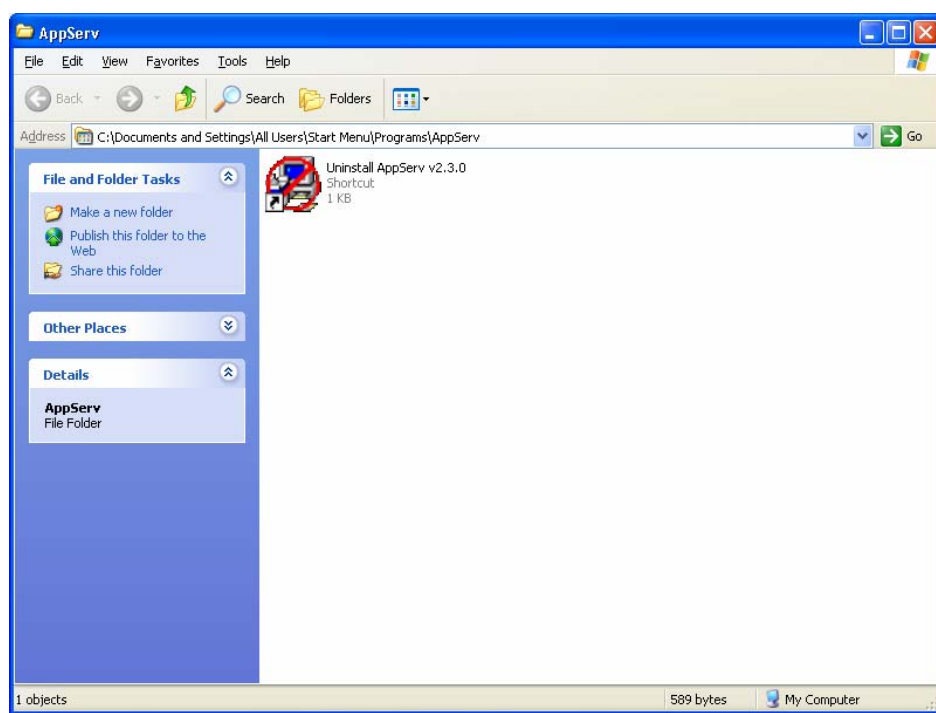 AppServ
File Edit View Favorites Tools Help
Back Search Folders
Address C:\Documents and Settings\All Users\Start Menu\Programs\AppServ Go
File and Folder Tasks
Make a new folder
Publish this folder to the
Web
Share this folder
Other Places
Details
AppServ
File Folder
Uninstall AppServ v2.3.0
Shortcut
1 KB
1 objects 589 bytes My Computer